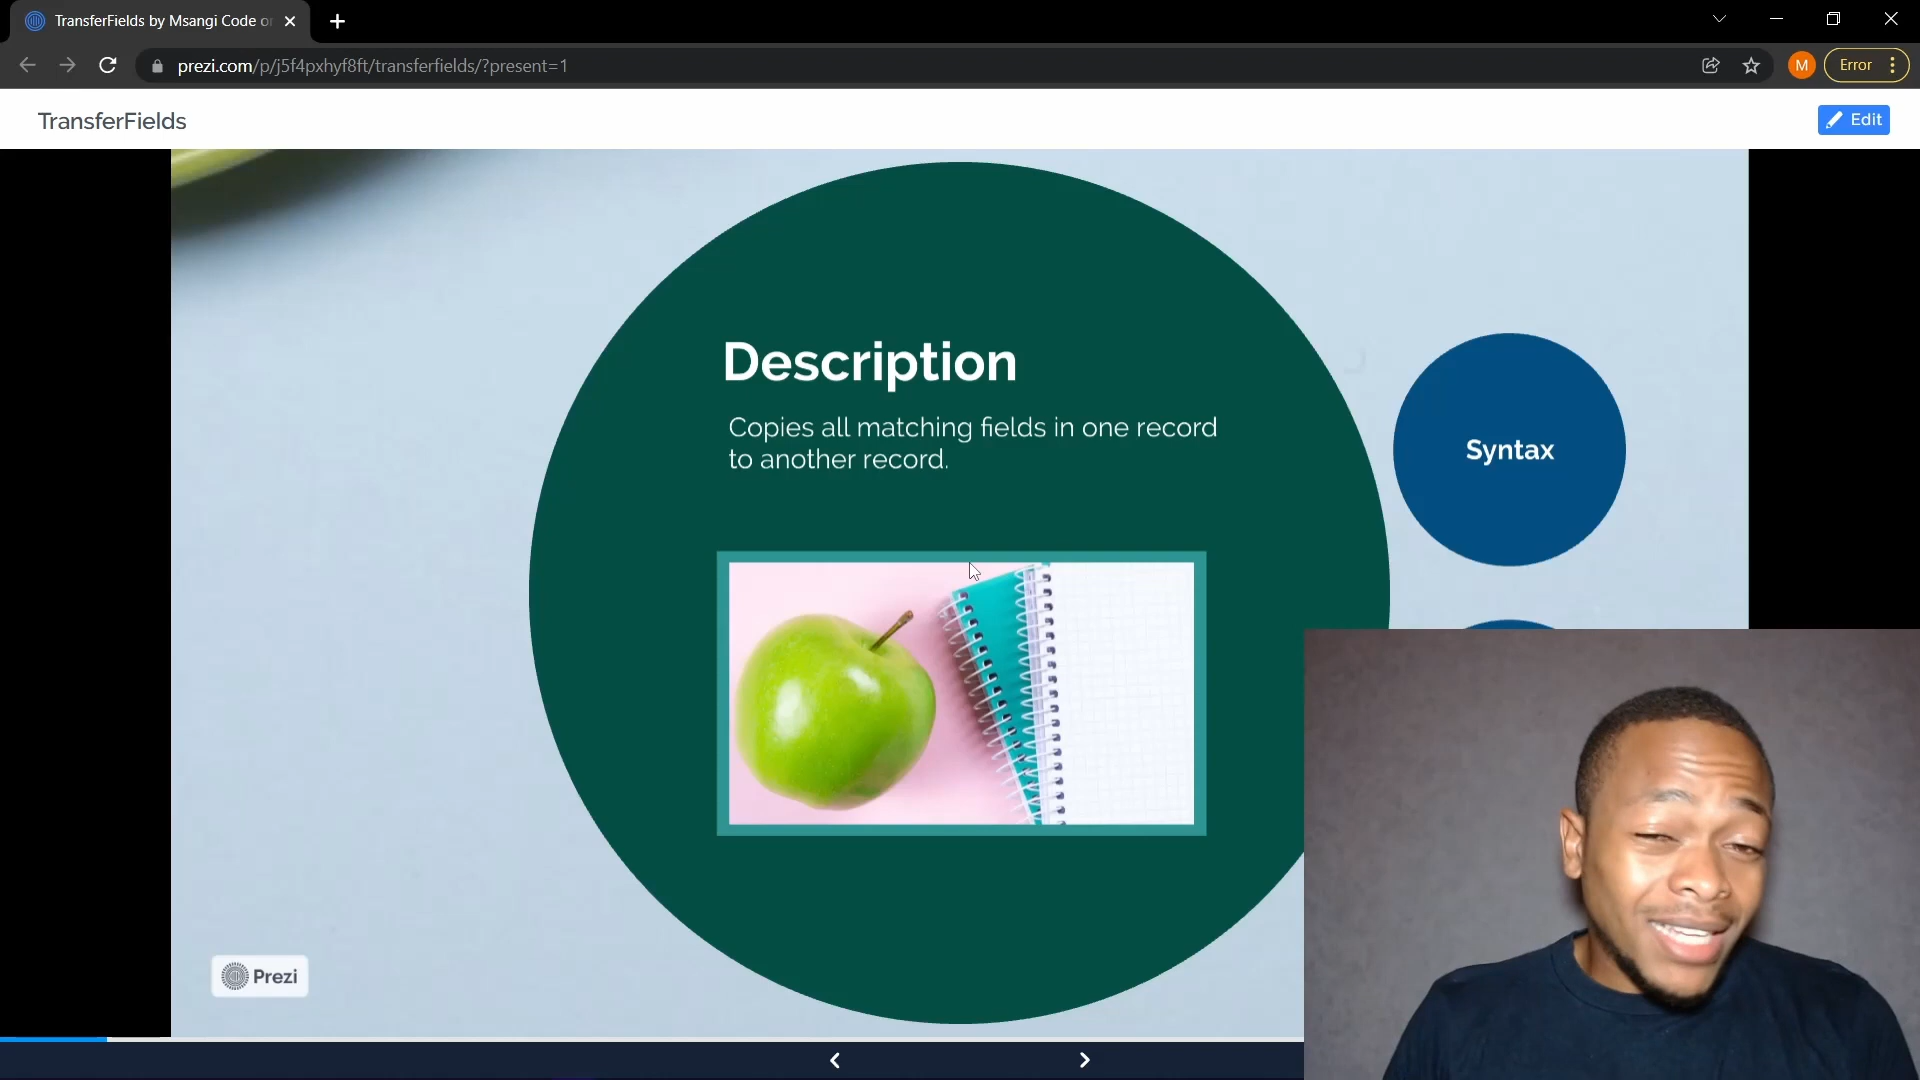 TransferFields by Msangi Code or
prezi.com/p/j5f4pxhyf8ft/transferfields/?present=1
M
Error
TransferFields
Edit
Description
Copies all matching fields in one record
to another record.
Syntax
Prezi